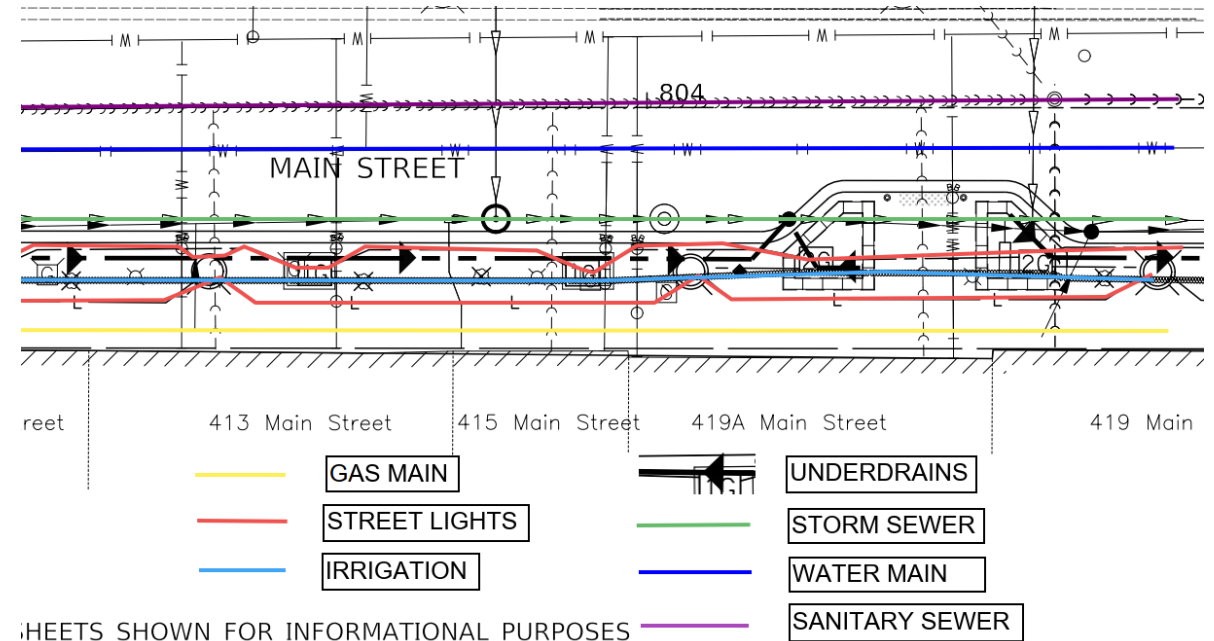 W W W W W
804
W W W W
MAIN STREET
G G G G 2G
L L L L L
reet 413 Main Street 415 Main Street 419A Main Street 419 Main
GAS MAIN UNDERDRAINS
STREET LIGHTS STORM SEWER
IRRIGATION WATER MAIN
SANITARY SEWER
SHEETS SHOWN FOR INFORMATIONAL PURPOSES